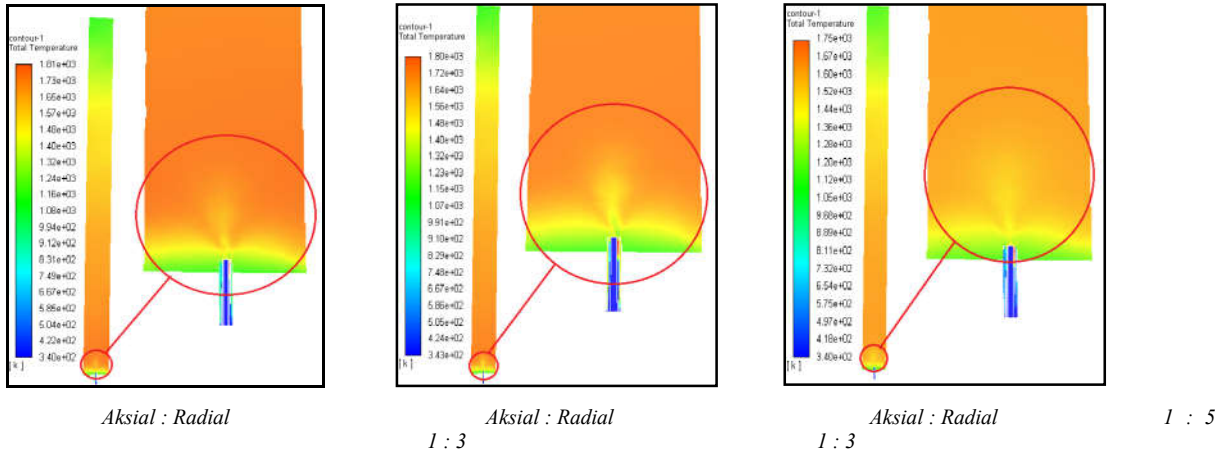 contour-1
Total Temperature
1.81e+03
1.73e+03
1.65e+03
1.57e+03
1.48e+03
1.40e+03
1.32e+03
1.24e+03
1.16e+03
1.08e+03
9.94e+02
9.12e+02
8.31e+02
7.49e+02
6.67e+02
5.85e+02
5.04e+02
4.22e+02
3.40e+02
[ k ]
contour-1
Total Temperature
1.80e+03
1.72e+03
1.64e+03
1.56e+03
1.48e+03
1.40e+03
1.32e+03
1.23e+03
1.15e+03
1.07e+03
9.91e+02
9.10e+02
8.29e+02
7.48e+02
6.67e+02
5.86e+02
5.05e+02
4.24e+02
3.43e+02
[ k ]
contour-1
Total Temperature
1.75e+03
1.67e+03
1.60e+03
1.52e+03
1.44e+03
1.36e+03
1.28e+03
1.20e+03
1.12e+03
1.05e+03
9.68e+02
8.89e+02
8.11e+02
7.32e+02
6.54e+02
5.75e+02
4.97e+02
4.18e+02
3.40e+02
[ k ]
Aksial : Radial
Aksial : Radial
1 : 3
Aksial : Radial 1 : 5
1 : 3